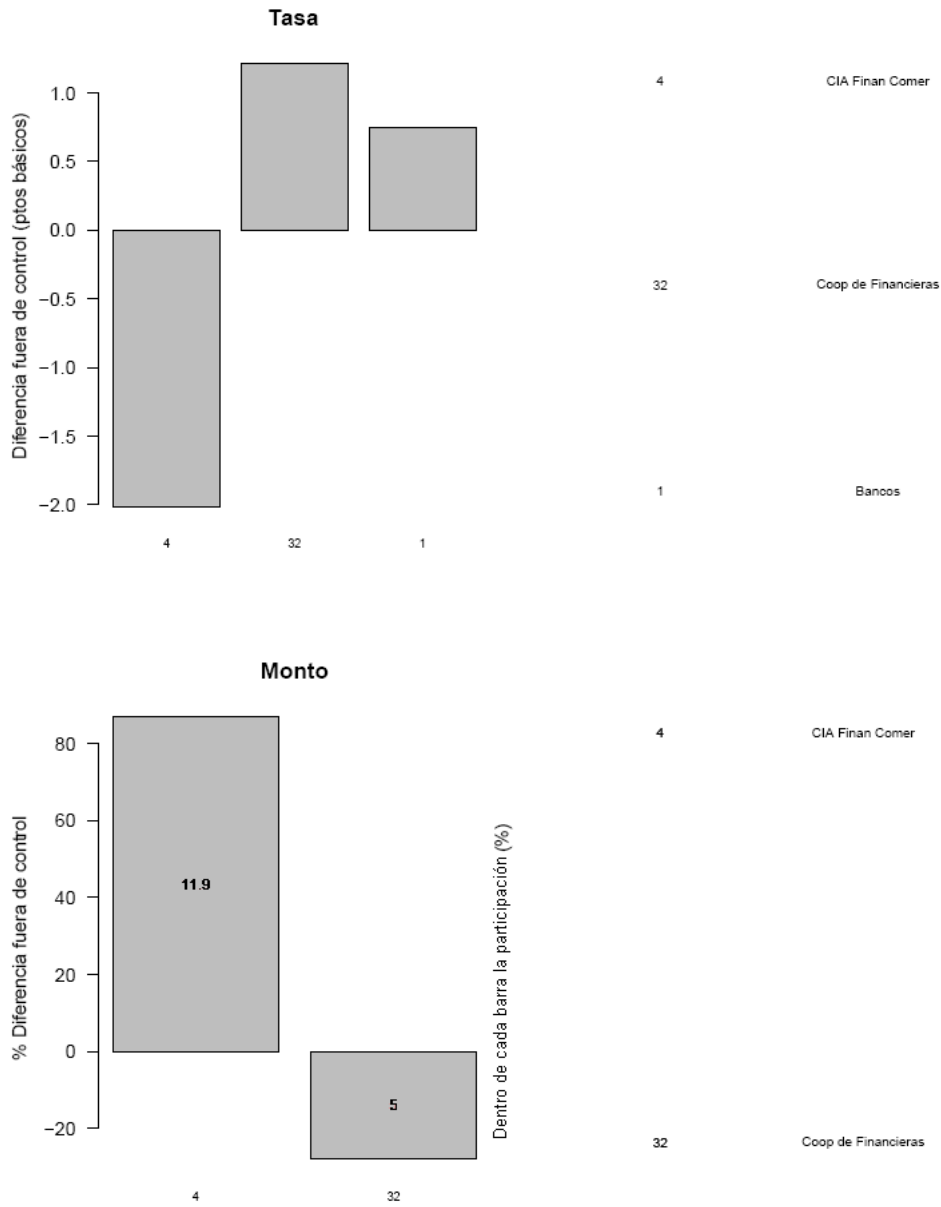 Tasa
Diferencia fuera de control (ptos básicos)
1.0
0.5
0.0
−0.5
−1.0
−1.5
−2.0
4
32
1
4 CIA Finan Comer
32 Coop de Financieras
1 Bancos
Monto
% Diferencia fuera de control
80
60
40
20
0
−20
11.9
5
4
32
Dentro de cada barra la participación (%)
4 CIA Finan Comer
32 Coop de Financieras